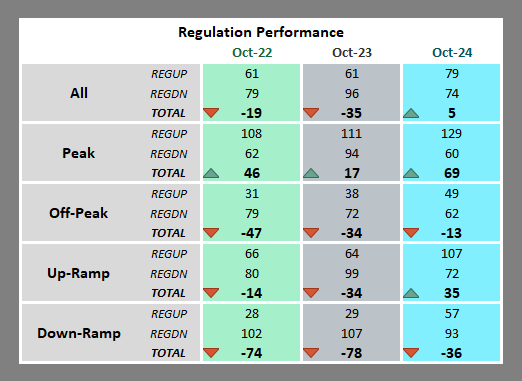 Regulation Performance
Oct-22 Oct-23 Oct-24
All REGUP 61 61 79
REGDN 79 96 74
TOTAL -19 -35 5
Peak REGUP 108 111 129
REGDN 62 94 60
TOTAL 46 17 69
Off-Peak REGUP 31 38 49
REGDN 79 72 62
TOTAL -47 -34 -13
Up-Ramp REGUP 66 64 107
REGDN 80 99 72
TOTAL -14 -34 35
Down-Ramp REGUP 28 29 57
REGDN 102 107 93
TOTAL -74 -78 -36